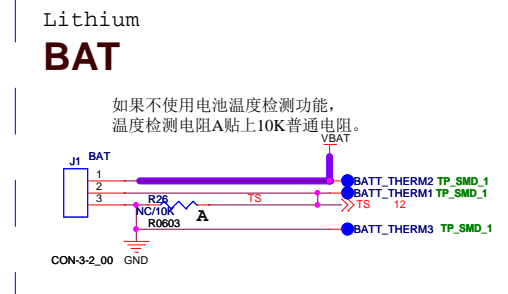 Lithium
BAT
如果不使用电池温度检测功能，
温度检测电阻A贴上10K普通电阻。
VBAT
J1 BAT
1
2
3
BATT_THERM2 TP_SMD_1
BATT_THERM1 TP_SMD_1
R26
TS
TS 12
NC/10K
A
R0603
BATT_THERM3 TP_SMD_1
CON-3-2_00 GND